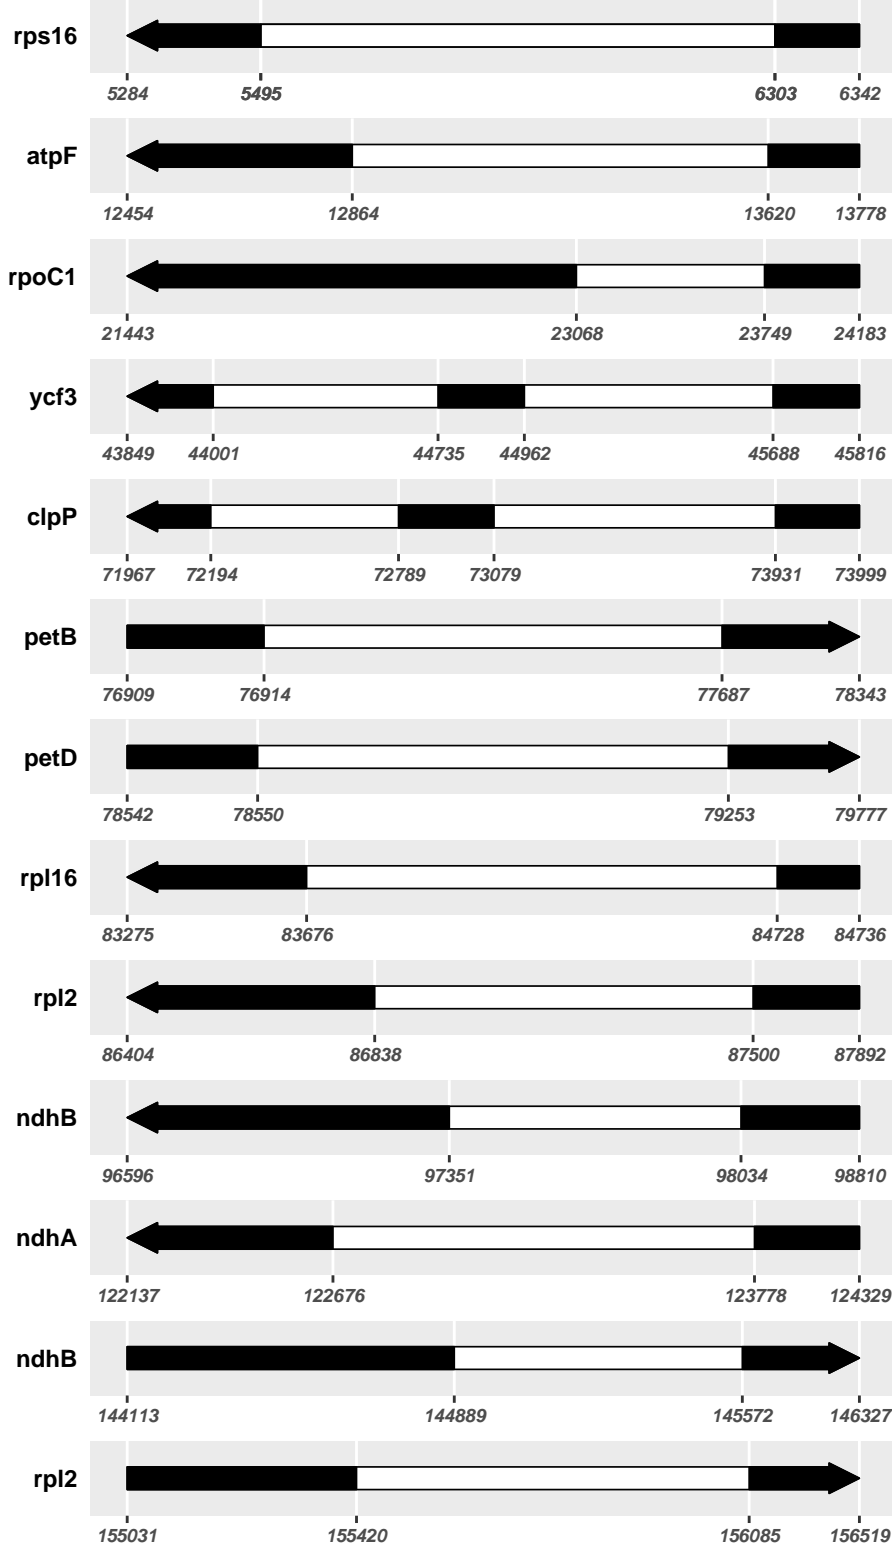 rps16
5284 5495 6303 6342
atpF
12454 12864 13620 13778
rpoC1
21443 23068 23749 24183
ycf3
43849 44001 44735 44962 45688 45816
clpP
71967 72194 72789 73079 73931 73999
petB
76909 76914 77687 78343
petD
78542 78550 79253 79777
rpl16
83275 83676 84728 84736
rpl2
86404 86838 87500 87892
ndhB
96596 97351 98034 98810
ndhA
122137 122676 123778 124329
ndhB
144113 144889 145572 146327
rpl2
155031 155420 156085 156519